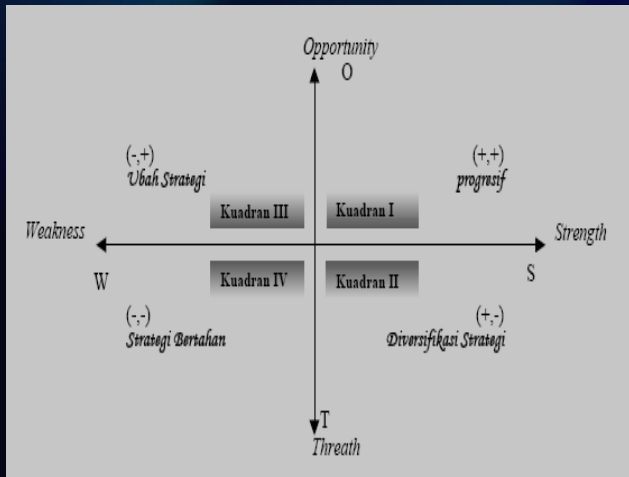 Opportunity
O
(-,+)
Ubah Strategi
(+,+)
progresif
Kuadran III
Kuadran I
Weakness
Strength
W
Kuadran IV
Kuadran II
S
(-,-)
Strategi Bertahan
(+,-)
Diversifikasi Strategi
T
Threath